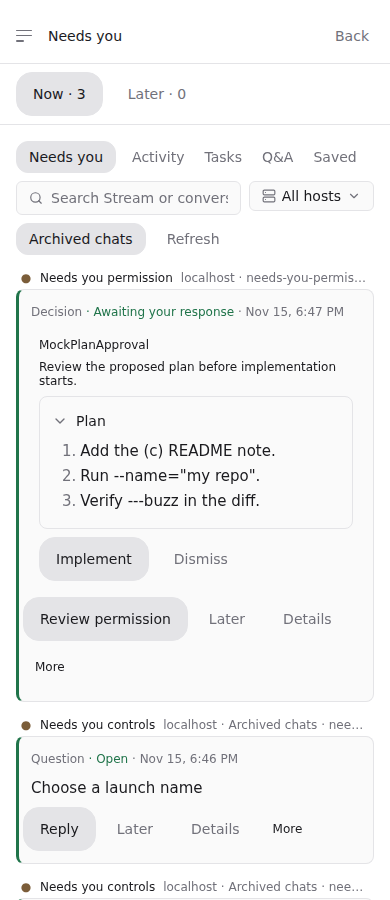 Needs you
Back
Now · 3
Later · 0
Needs you
Activity
Tasks
Q&A
Saved
Search Stream or convers
All hosts
Archived chats
Refresh
Needs you permission localhost · needs-you-permis...
Decision · Awaiting your response · Nov 15, 6:47 PM
MockPlanApproval
Review the proposed plan before implementation
starts.
Plan
1. Add the (c) README note.
2. Run --name="my repo".
3. Verify ---buzz in the diff.
Implement
Dismiss
Review permission
Later
Details
More
Needs you controls localhost · Archived chats · nee...
Question · Open · Nov 15, 6:46 PM
Choose a launch name
Reply
Later
Details
More
Needs you controls localhost · Archived chats · nee...